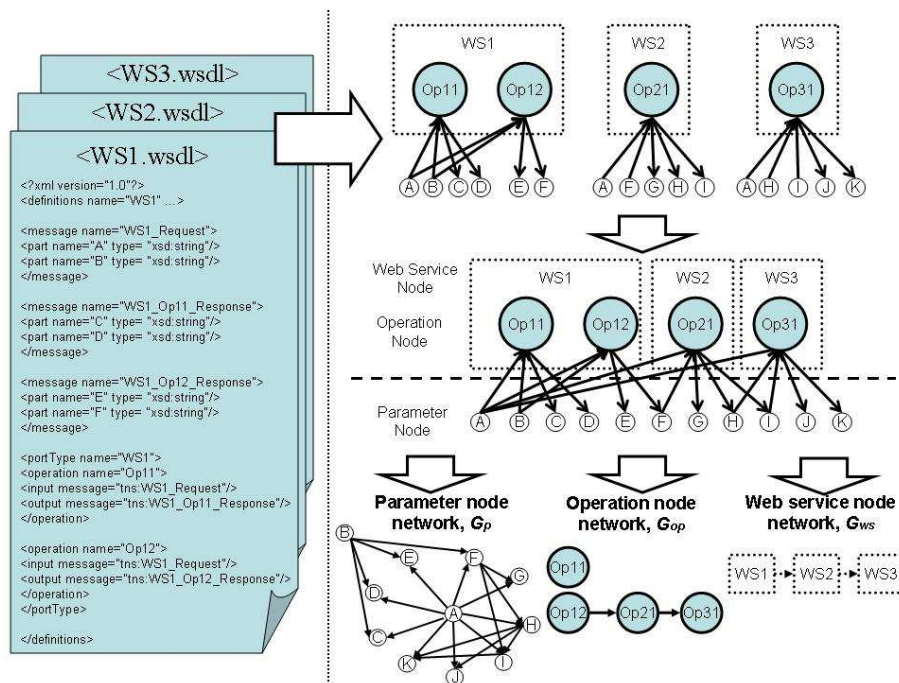 <WS3.wsdl>
<WS2.wsdl>
<WS1.wsdl>
<?xml version="1.0"?>
<definitions name="WS1" ...>
<message name="WS1_Request">
<part name="A" type= "xsd:string"/>
<part name="B" type= "xsd:string"/>
</message>
<message name="WS1_Op11_Response">
<part name="C" type= "xsd:string"/>
<part name="D" type= "xsd:string"/>
</message>
<message name="WS1_Op12_Response">
<part name="E" type= "xsd:string"/>
<part name="F" type= "xsd:string"/>
</message>
<portType name="WS1">
<operation name="Op11">
<input message="tns:WS1_Request"/>
<output message="tns:WS1_Op11_Response"/>
</operation>
<operation name="Op12">
<input message="tns:WS1_Request"/>
<output message="tns:WS1_Op12_Response"/>
</operation>
</portType>
</definitions>
WS1 WS2 WS3
Op11 Op12 Op21 Op31
A B C D E F A F G H I A H I J K
Web Service Node
WS1 WS2 WS3
Operation Node
Op11 Op12 Op21 Op31
Parameter Node
A B C D E F G H I J K
Parameter node network, Gp
Operation node network, Gop
Web service node network, Gws
B
E F G
D A H
C K J I
Op11
Op12 Op21 Op31
WS1 WS2 WS3